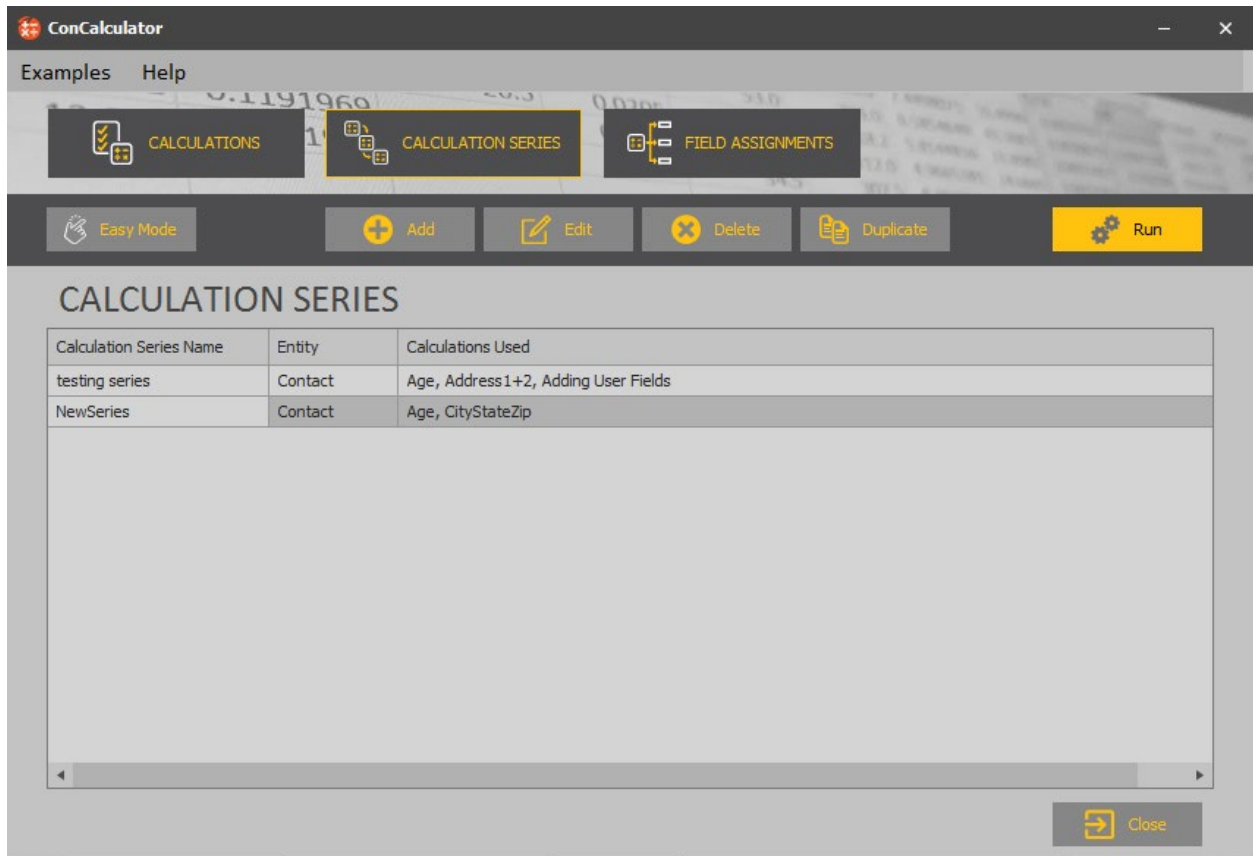 ConCalculator
Examples Help
CALCULATIONS CALCULATION SERIES FIELD ASSIGNMENTS
Easy Mode Add Edit Delete Duplicate Run
CALCULATION SERIES
Calculation Series Name Entity Calculations Used
testing series Contact Age, Address1+2, Adding User Fields
NewSeries Contact Age, CityStateZip
Close